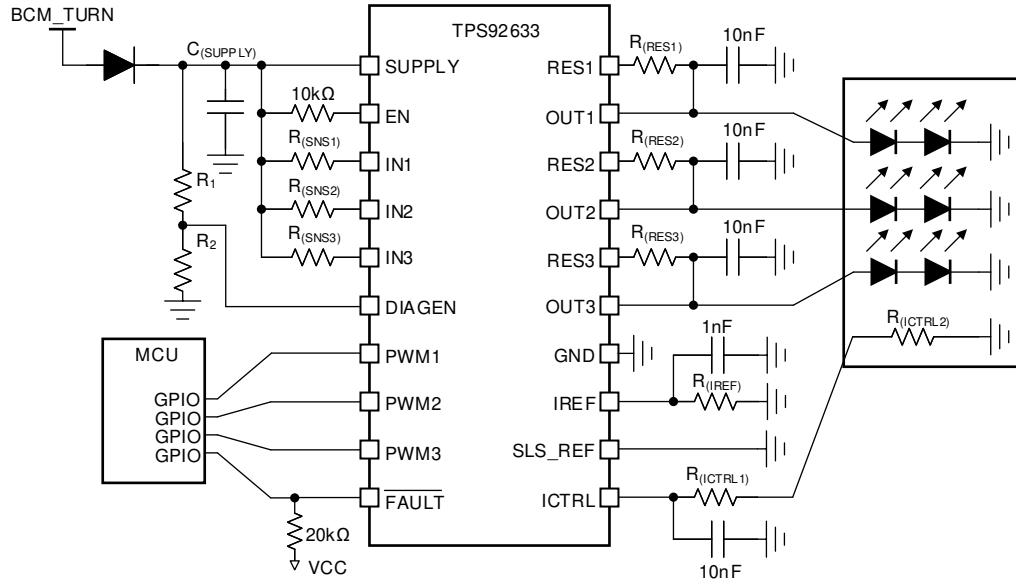 BCM_TURN
TPS92633
C(SUPPLY)
SUPPLY
10kΩ
EN
R(SNS1)
IN1
R(SNS2)
IN2
R(SNS3)
IN3
R1
R2
DIAGEN
MCU
GPIO
GPIO
GPIO
GPIO
PWM1
PWM2
PWM3
FAULT
20kΩ
VCC
RES1
R(RES1)
10nF
OUT1
RES2
R(RES2)
10nF
OUT2
RES3
R(RES3)
10nF
OUT3
GND
1nF
IREF
R(IREF)
SLS_REF
ICTRL
R(ICTRL1)
10nF
R(ICTRL2)